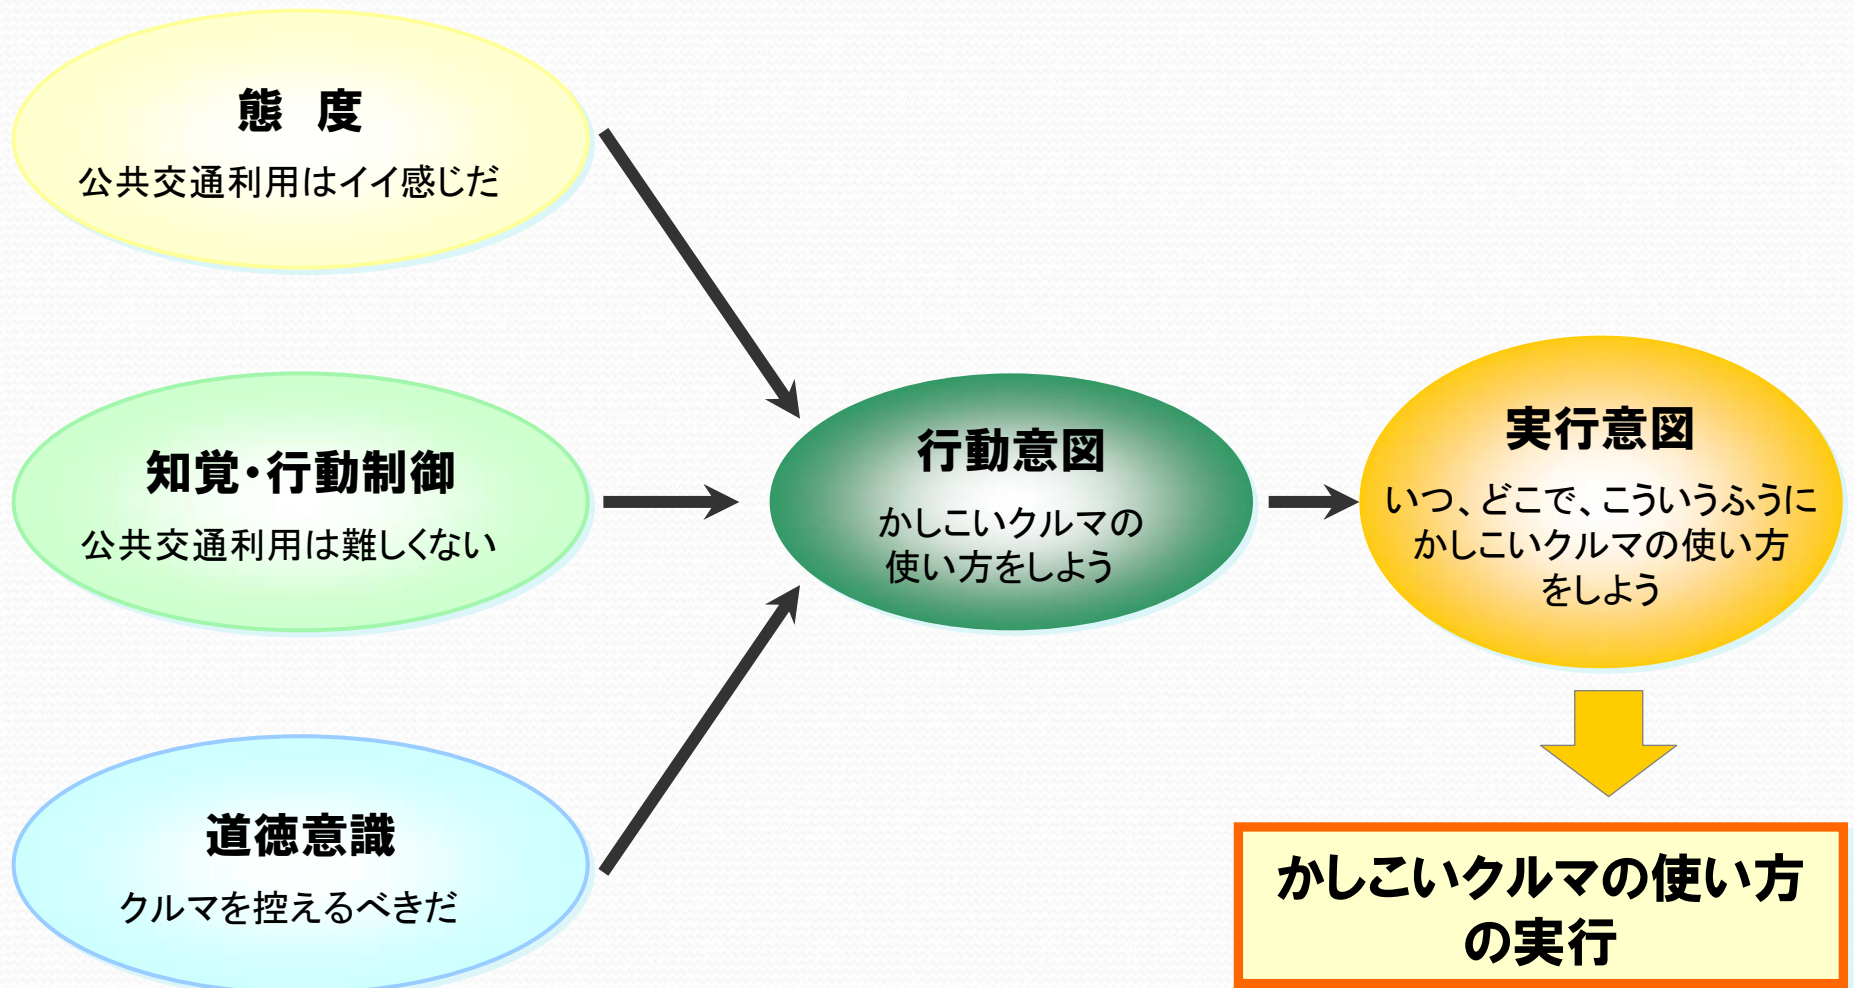 態 度
公共交通利用はイイ感じだ
知覚・行動制御
公共交通利用は難しくない
道徳意識
クルマを控えるべきだ
行動意図
かしこいクルマの
使い方をしよう
実行意図
いつ、どこで、こういうふうに
かしこいクルマの使い方
をしよう
かしこいクルマの使い方
の実行